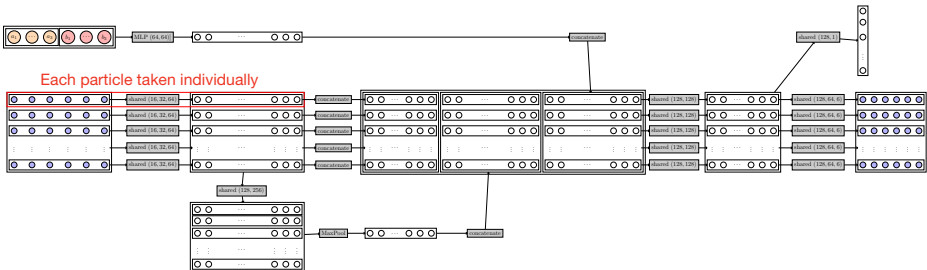 MLP (64, 64)]
concatenate
shared (128, 1)
Each particle taken individually
shared (16, 32, 64) concatenate shared (128, 128) shared (128, 64, 6)
shared (16, 32, 64) concatenate shared (128, 128) shared (128, 64, 6)
shared (16, 32, 64) concatenate shared (128, 128) shared (128, 64, 6)
shared (16, 32, 64) concatenate shared (128, 128) shared (128, 64, 6)
shared (16, 32, 64) concatenate shared (128, 128) shared (128, 64, 6)
shared (128, 256)
MaxPool concatenate